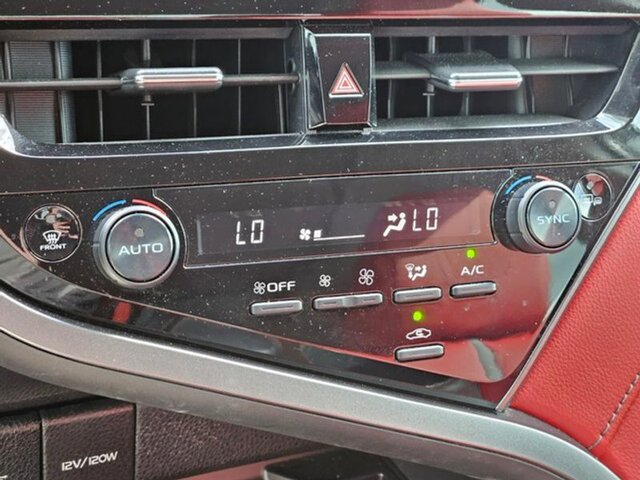 LO
LO
AUTO
SYNC
FRONT
OFF
A/C
12V/120W